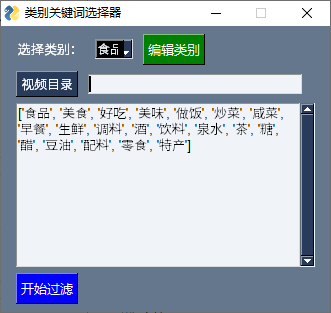 类别关键词选择器
选择类别: 食品 编辑类别
视频目录
['食品', '美食', '好吃', '美味', '做饭', '炒菜', '咸菜',
'早餐', '生鲜', '调料', '酒', '饮料', '泉水', '茶', '糖',
'醋', '豆油', '配料', '零食', '特产']
开始过滤